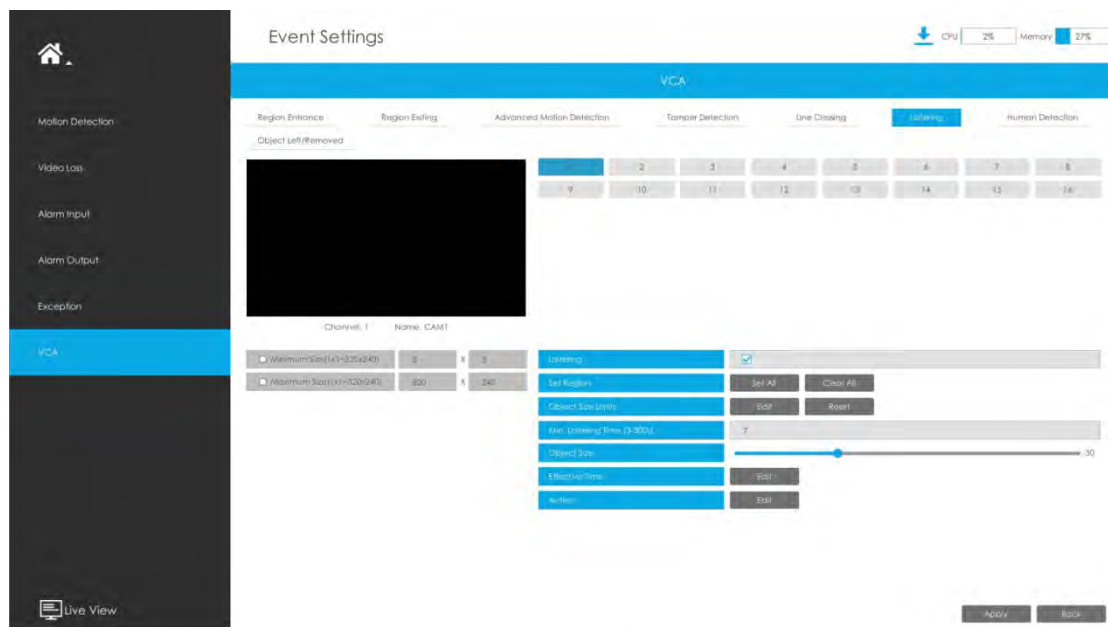 Event Settings
CPU 2% Memory 27%
VCA
Motion Detection
Video Loss
Alarm Input
Alarm Output
Exception
VCA
Live View
Region Entrance Region Exiting Advanced Motion Detection Tamper Detection Line Crossing Loitering Human Detection
Object Left/Removed
1 2 3 4 5 6 7 8
9 10 11 12 13 14 15 16
Channel: 1 Name: CAM1
Minimum Size(1x1~320x240) X
Maximum Size(1x1~320x240) 320 X 240
Loitering
Set Region Set All Clear All
Object Size Limits Edit Reset
Min. Loitering Time (3-300s) 7
Object Size 30
Effective Time Edit
Action Edit
Apply Back